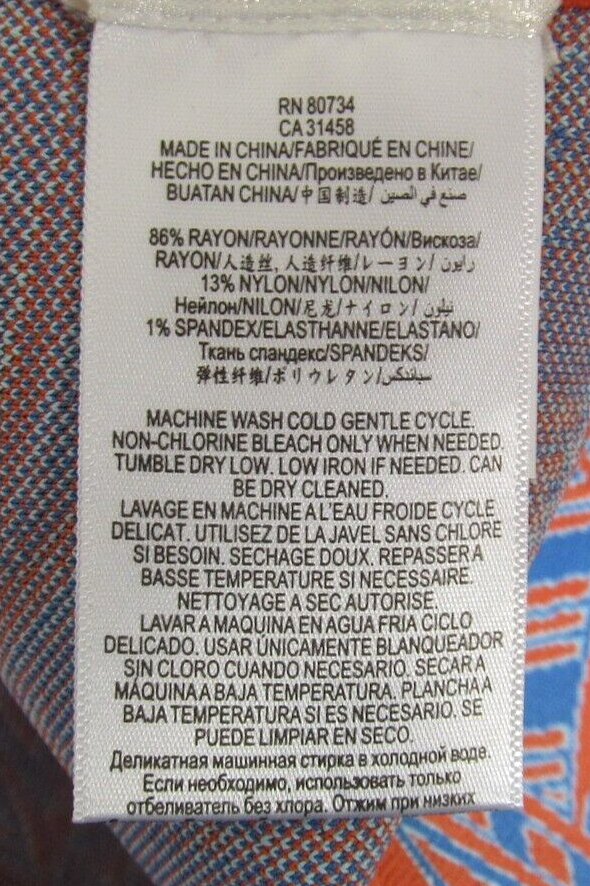 RN 80734
CA 31458
MADE IN CHINA/FABRIQUÉ EN CHINE/
HECHO EN CHINA/Произведено в Китае/
BUATAN CHINA/中国制造/ صنع في الصين
86% RAYON/RAYONNE/RAYÓN/Вискоза/
RAYON/人造丝, 人造纤维/レーヨン/ رايون
13% NYLON/NYLON/NILON/
Нейлон/NILON/尼龙/ナイロン/ نيلون
1% SPANDEX/ELASTHANNE/ELASTANO/
Ткань спандекс/SPANDEKS/
弹性纤维/ポリウレタン/سباندكس
MACHINE WASH COLD GENTLE CYCLE.
NON-CHLORINE BLEACH ONLY WHEN NEEDED.
TUMBLE DRY LOW. LOW IRON IF NEEDED. CAN
BE DRY CLEANED.
LAVAGE EN MACHINE A L'EAU FROIDE CYCLE
DELICAT. UTILISEZ DE LA JAVEL SANS CHLORE
SI BESOIN. SECHAGE DOUX. REPASSER A
BASSE TEMPERATURE SI NECESSAIRE.
NETTOYAGE A SEC AUTORISE.
LAVAR A MAQUINA EN AGUA FRIA CICLO
DELICADO. USAR ÚNICAMENTE BLANQUEADOR
SIN CLORO CUANDO NECESARIO. SECAR A
MÁQUINA A BAJA TEMPERATURA. PLANCHA A
BAJA TEMPERATURA SI ES NECESARIO. SE
PUEDE LIMPIAR EN SECO.
Деликатная машинная стирка в холодной воде.
Если необходимо, использовать только
отбеливатель без хлора. Отжим при низких